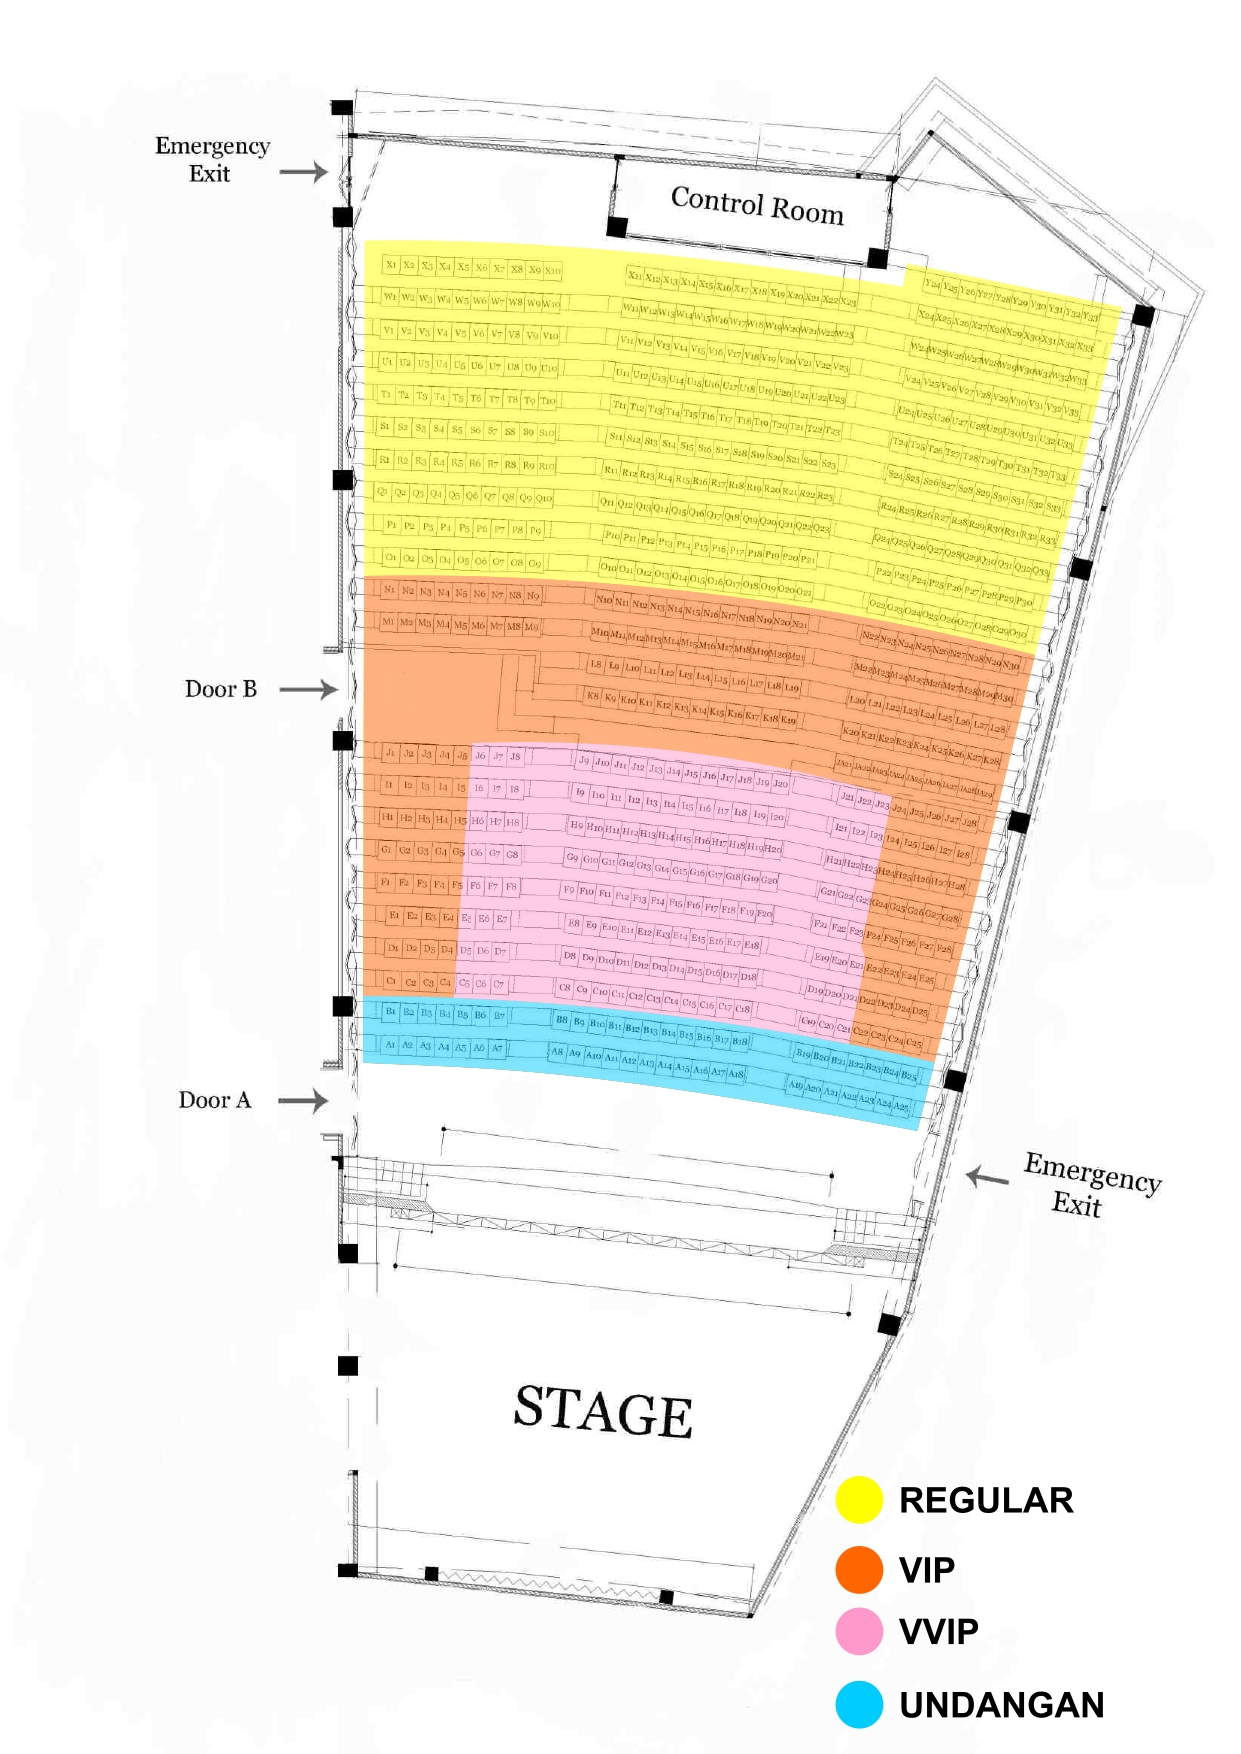 Emergency
Exit
Control Room
X1 X2 X3 X4 X5 X6 X7 X8 X9 X10
X11 X12 X13 X14 X15 X16 X17 X18 X19 X20 X21 X22 X23
Y24 Y25 Y26 Y27 Y28 Y29 Y30 Y31 Y32 Y33
W1 W2 W3 W4 W5 W6 W7 W8 W9 W10
W11 W12 W13 W14 W15 W16 W17 W18 W19 W20 W21 W22 W23
X24 X25 X26 X27 X28 X29 X30 X31 X32 X33
V1 V2 V3 V4 V5 V6 V7 V8 V9 V10
V11 V12 V13 V14 V15 V16 V17 V18 V19 V20 V21 V22 V23
W24 W25 W26 W27 W28 W29 W30 W31 W32 W33
U1 U2 U3 U4 U5 U6 U7 U8 U9 U10
U11 U12 U13 U14 U15 U16 U17 U18 U19 U20 U21 U22 U23
V24 V25 V26 V27 V28 V29 V30 V31 V32 V33
T1 T2 T3 T4 T5 T6 T7 T8 T9 T10
T11 T12 T13 T14 T15 T16 T17 T18 T19 T20 T21 T22 T23
U24 U25 U26 U27 U28 U29 U30 U31 U32 U33
S1 S2 S3 S4 S5 S6 S7 S8 S9 S10
S11 S12 S13 S14 S15 S16 S17 S18 S19 S20 S21 S22 S23
T24 T25 T26 T27 T28 T29 T30 T31 T32 T33
R1 R2 R3 R4 R5 R6 R7 R8 R9 R10
R11 R12 R13 R14 R15 R16 R17 R18 R19 R20 R21 R22 R23
S24 S25 S26 S27 S28 S29 S30 S31 S32 S33
Q1 Q2 Q3 Q4 Q5 Q6 Q7 Q8 Q9 Q10
Q11 Q12 Q13 Q14 Q15 Q16 Q17 Q18 Q19 Q20 Q21 Q22 Q23
R24 R25 R26 R27 R28 R29 R30 R31 R32 R33
P1 P2 P3 P4 P5 P6 P7 P8 P9
P10 P11 P12 P13 P14 P15 P16 P17 P18 P19 P20 P21
Q24 Q25 Q26 Q27 Q28 Q29 Q30 Q31 Q32 Q33
O1 O2 O3 O4 O5 O6 O7 O8 O9
O10 O11 O12 O13 O14 O15 O16 O17 O18 O19 O20 O21
P22 P23 P24 P25 P26 P27 P28 P29 P30
O22 O23 O24 O25 O26 O27 O28 O29 O30
N1 N2 N3 N4 N5 N6 N7 N8 N9
N10 N11 N12 N13 N14 N15 N16 N17 N18 N19 N20 N21
N22 N23 N24 N25 N26 N27 N28 N29 N30
M1 M2 M3 M4 M5 M6 M7 M8 M9
M10 M11 M12 M13 M14 M15 M16 M17 M18 M19 M20 M21
M22 M23 M24 M25 M26 M27 M28 M29 M30
L8 L9 L10 L11 L12 L13 L14 L15 L16 L17 L18 L19
L20 L21 L22 L23 L24 L25 L26 L27 L28
Door B
K8 K9 K10 K11 K12 K13 K14 K15 K16 K17 K18 K19
K20 K21 K22 K23 K24 K25 K26 K27 K28
JA21 JA22 JA23 JA24 JA25 JA26 JA27 JA28 JA29
J1 J2 J3 J4 J5 J6 J7 J8
J9 J10 J11 J12 J13 J14 J15 J16 J17 J18 J19 J20
J21 J22 J23 J24 J25 J26 J27 J28
I1 I2 I3 I4 I5 I6 I7 I8
I9 I10 I11 I12 I13 I14 I15 I16 I17 I18 I19 I20
I21 I22 I23 I24 I25 I26 I27 I28
H1 H2 H3 H4 H5 H6 H7 H8
H9 H10 H11 H12 H13 H14 H15 H16 H17 H18 H19 H20
H21 H22 H23 H24 H25 H26 H27 H28
G1 G2 G3 G4 G5 G6 G7 G8
G9 G10 G11 G12 G13 G14 G15 G16 G17 G18 G19 G20
G21 G22 G23 G24 G25 G26 G27 G28
F1 F2 F3 F4 F5 F6 F7 F8
F9 F10 F11 F12 F13 F14 F15 F16 F17 F18 F19 F20
F21 F22 F23 F24 F25 F26 F27 F28
E1 E2 E3 E4 E5 E6 E7
E8 E9 E10 E11 E12 E13 E14 E15 E16 E17 E18
E19 E20 E21 E22 E23 E24 E25
D1 D2 D3 D4 D5 D6 D7
D8 D9 D10 D11 D12 D13 D14 D15 D16 D17 D18
D19 D20 D21 D22 D23 D24 D25
C1 C2 C3 C4 C5 C6 C7
C8 C9 C10 C11 C12 C13 C14 C15 C16 C17 C18
C19 C20 C21 C22 C23 C24 C25
B1 B2 B3 B4 B5 B6 B7
B8 B9 B10 B11 B12 B13 B14 B15 B16 B17 B18
B19 B20 B21 B22 B23 B24 B25
A1 A2 A3 A4 A5 A6 A7
A8 A9 A10 A11 A12 A13 A14 A15 A16 A17 A18
A19 A20 A21 A22 A23 A24 A25
Door A
Emergency
Exit
STAGE
REGULAR
VIP
VVIP
UNDANGAN